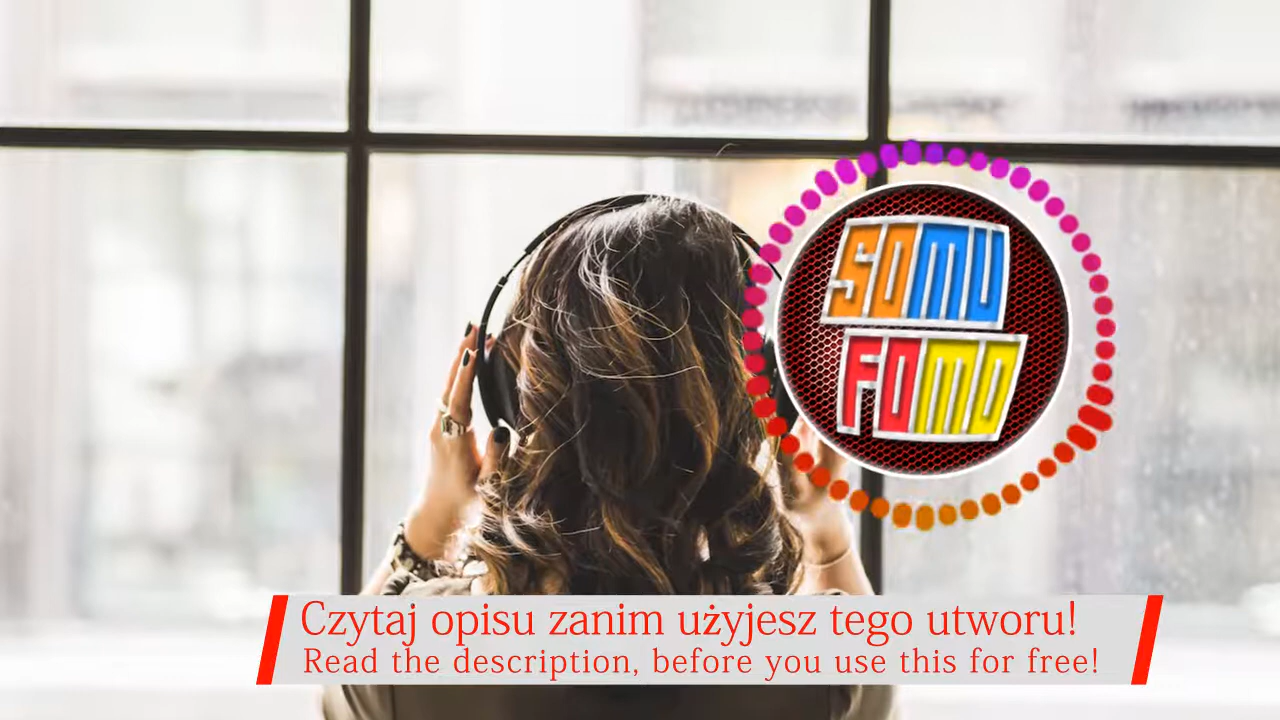 SOMU
FOMO
Czytaj opisu zanim użyjesz tego utworu!
Read the description, before you use this for free!